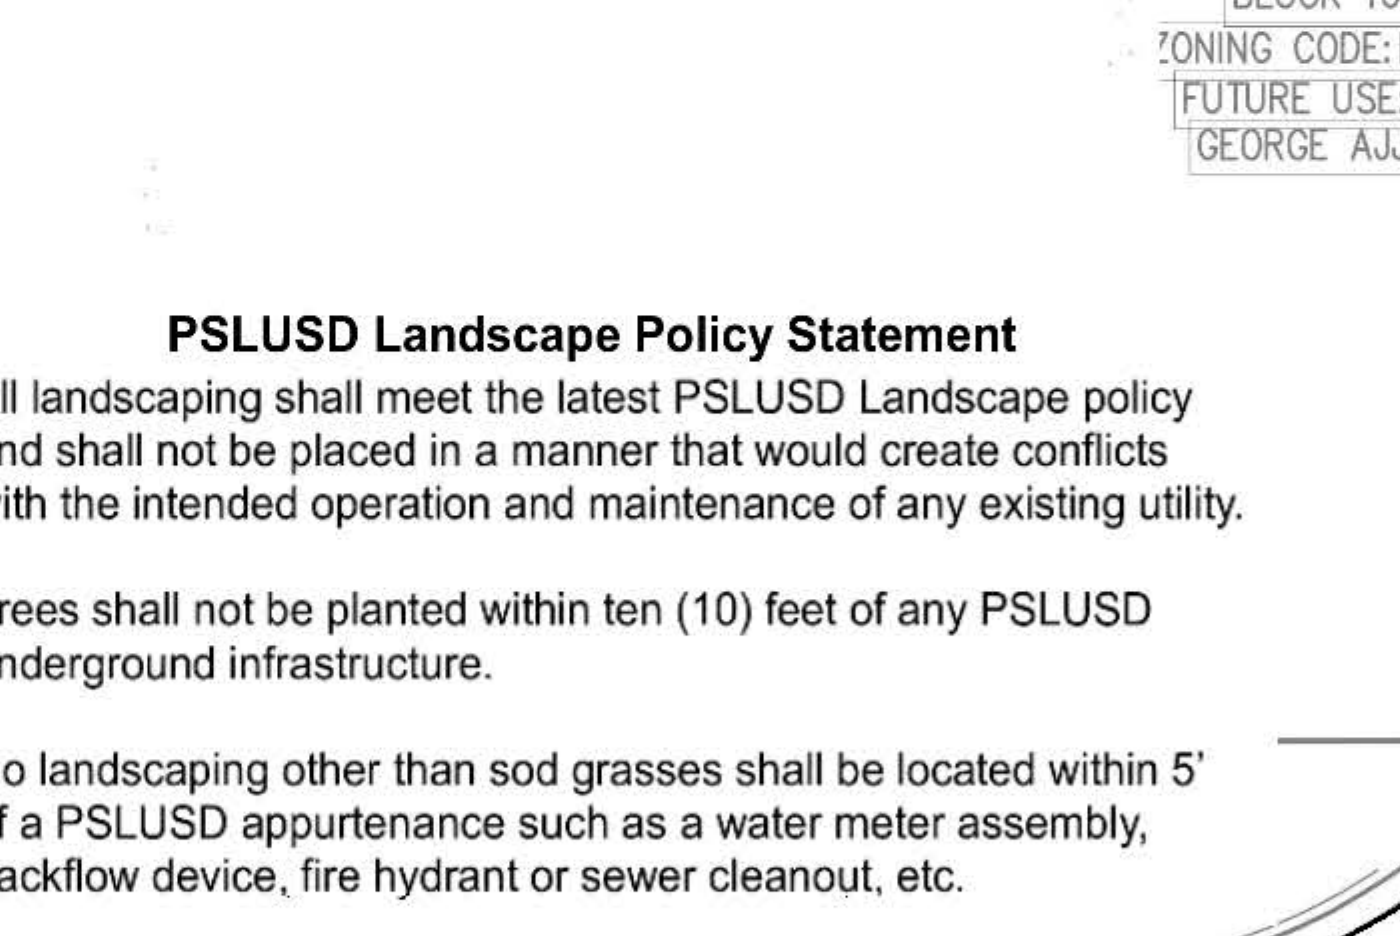 ZONING CODE:
FUTURE USE
GEORGE
PSLUSD Landscape Policy Statement
ll landscaping shall meet the latest PSLUSD Landscape policy
nd shall not be placed in a manner that would create conflicts
ith the intended operation and maintenance of any existing utility.
rees shall not be planted within ten (10) feet of any PSLUSD
nderground infrastructure.
o landscaping other than sod grasses shall be located within 5’
f a PSLUSD appurtenance such as a water meter assembly,
ackflow device, fire hydrant or sewer cleanout, etc.